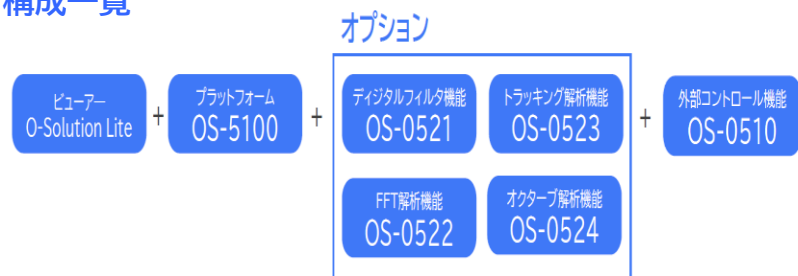 構成一覧
オプション
ビューアー
O-Solution Lite
+
プラットフォーム
OS-5100
+
ディジタルフィルタ機能
OS-0521
トラッキング解析機能
OS-0523
FFT解析機能
OS-0522
オクターブ解析機能
OS-0524
+
外部コントロール機能
OS-0510